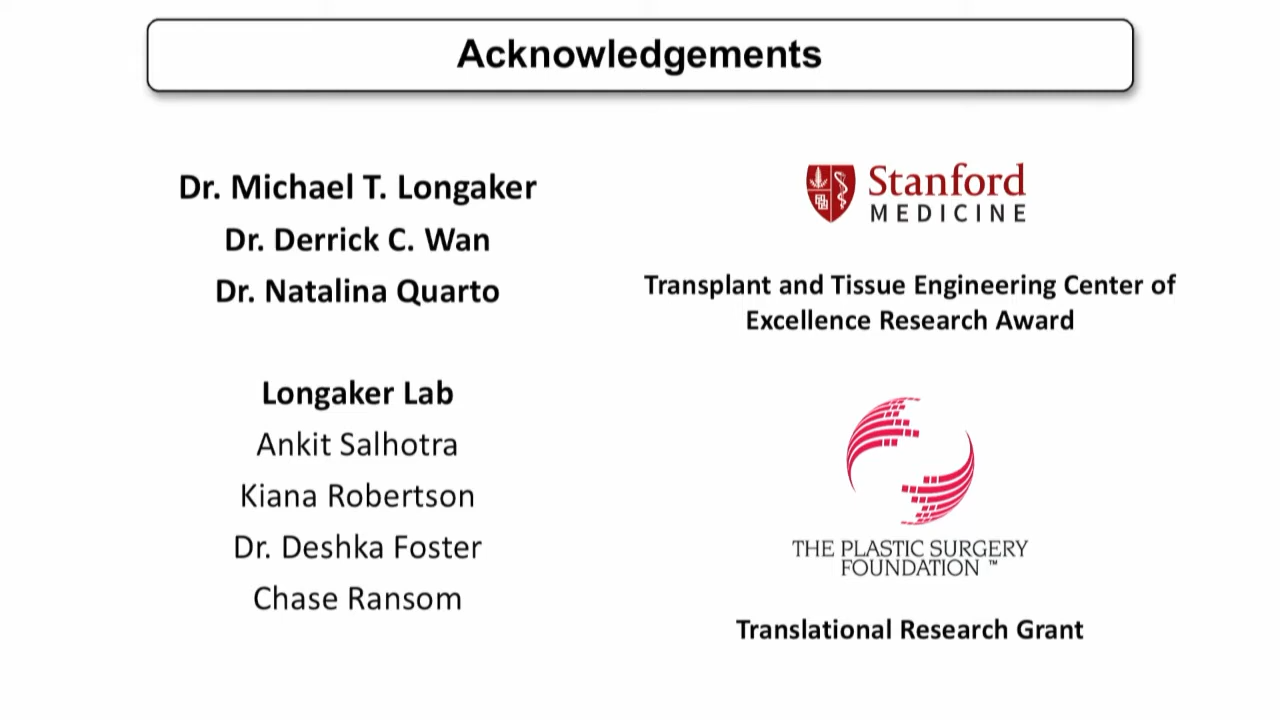 Acknowledgements
Dr. Michael T. Longaker
Dr. Derrick C. Wan
Dr. Natalina Quarto
Longaker Lab
Ankit Salhotra
Kiana Robertson
Dr. Deshka Foster
Chase Ransom
Stanford
MEDICINE
Transplant and Tissue Engineering Center of
Excellence Research Award
THE PLASTIC SURGERY
FOUNDATION ™
Translational Research Grant